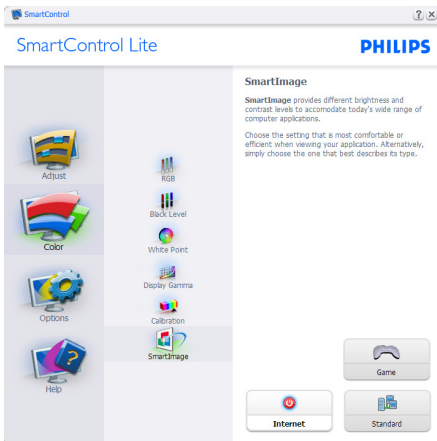 SmartControl
SmartControl Lite
PHILIPS
Adjust
Color
Options
Help
RGB
Black Level
White Point
Display Gamma
Calibration
SmartImage
SmartImage
SmartImage provides different brightness and
contrast levels to accomodate today's wide range of
computer applications.
Choose the setting that is most comfortable or
efficient when viewing your application. Alternatively,
simply choose the one that best describes its type.
Game
Internet
Standard